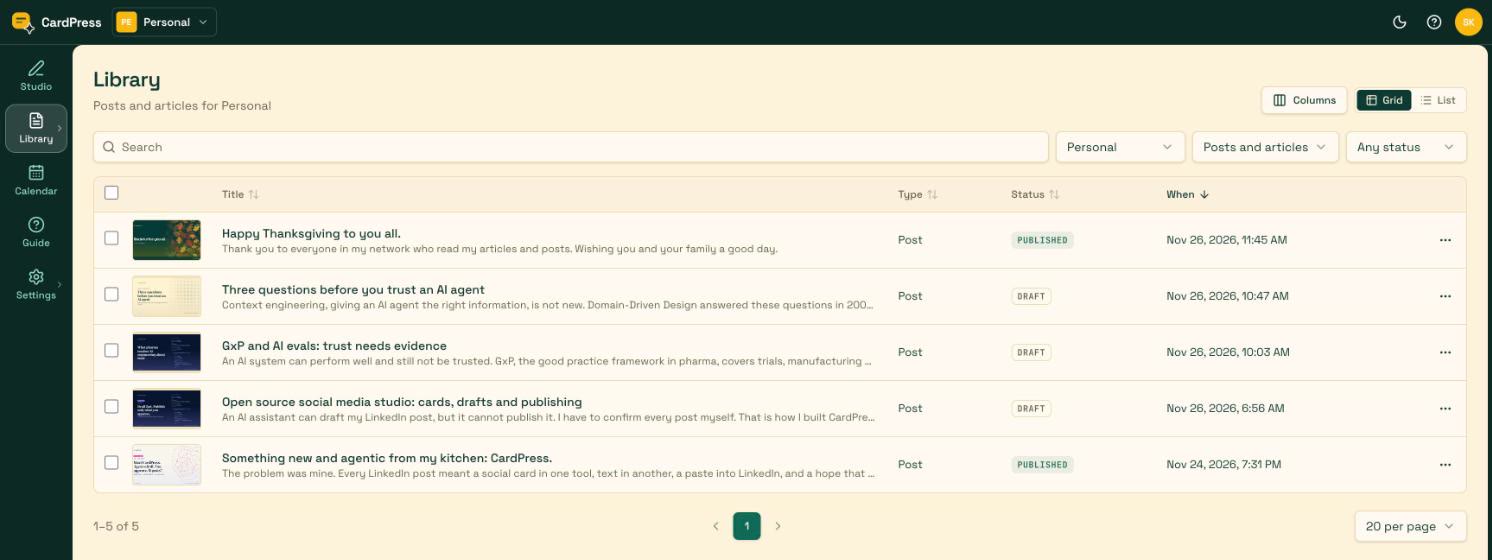 CardPress
PE
Personal
BK
Studio
Library
Calendar
Guide
Settings
Library
Posts and articles for Personal
Columns
Grid
List
Search
Personal
Posts and articles
Any status
Title
Type
Status
When
Happy Thanksgiving to you all.
Thank you to everyone in my network who read my articles and posts. Wishing you and your family a good day.
Post
PUBLISHED
Nov 26, 2026, 11:45 AM
Three questions before you trust an AI agent
Context engineering, giving an AI agent the right information, is not new. Domain-Driven Design answered these questions in 200...
Post
DRAFT
Nov 26, 2026, 10:47 AM
GxP and AI evals: trust needs evidence
An AI system can perform well and still not be trusted. GxP, the good practice framework in pharma, covers trials, manufacturing ...
Post
DRAFT
Nov 26, 2026, 10:03 AM
Open source social media studio: cards, drafts and publishing
An AI assistant can draft my LinkedIn post, but it cannot publish it. I have to confirm every post myself. That is how I built CardPre...
Post
DRAFT
Nov 26, 2026, 6:56 AM
Something new and agentic from my kitchen: CardPress.
The problem was mine. Every LinkedIn post meant a social card in one tool, text in another, a paste into LinkedIn, and a hope that ...
Post
PUBLISHED
Nov 24, 2026, 7:31 PM
1–5 of 5
1
20 per page